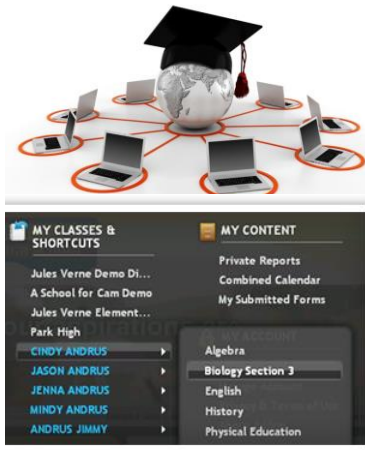 MY CLASSES &
SHORTCUTS
Jules Verne Demo Di...
A School for Cam Demo
Jules Verne Element...
Park High
CINDY ANDRUS
JASON ANDRUS
JENNA ANDRUS
MINDY ANDRUS
ANDRUS JIMMY
MY CONTENT
Private Reports
Combined Calendar
My Submitted Forms
MY ACCOUNT
Algebra
Biology Section 3
English
History
Physical Education